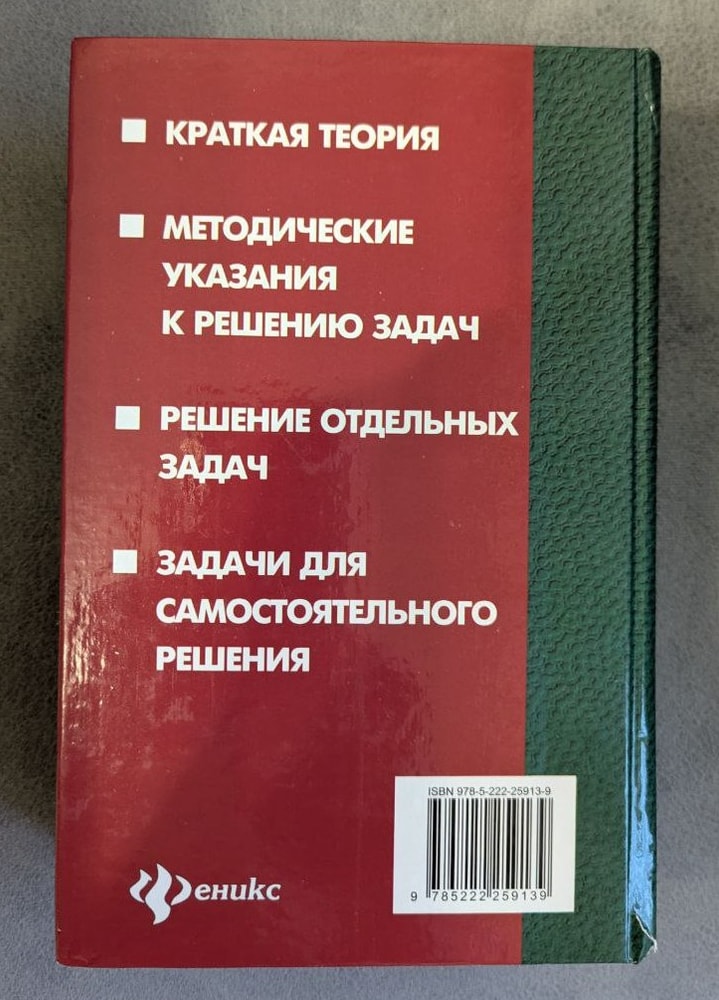 КРАТКАЯ ТЕОРИЯ
МЕТОДИЧЕСКИЕ
УКАЗАНИЯ
К РЕШЕНИЮ ЗАДАЧ
РЕШЕНИЕ ОТДЕЛЬНЫХ
ЗАДАЧ
ЗАДАЧИ ДЛЯ
САМОСТОЯТЕЛЬНОГО
РЕШЕНИЯ
ISBN 978-5-222-25913-9
9 785222 259139
Феникс